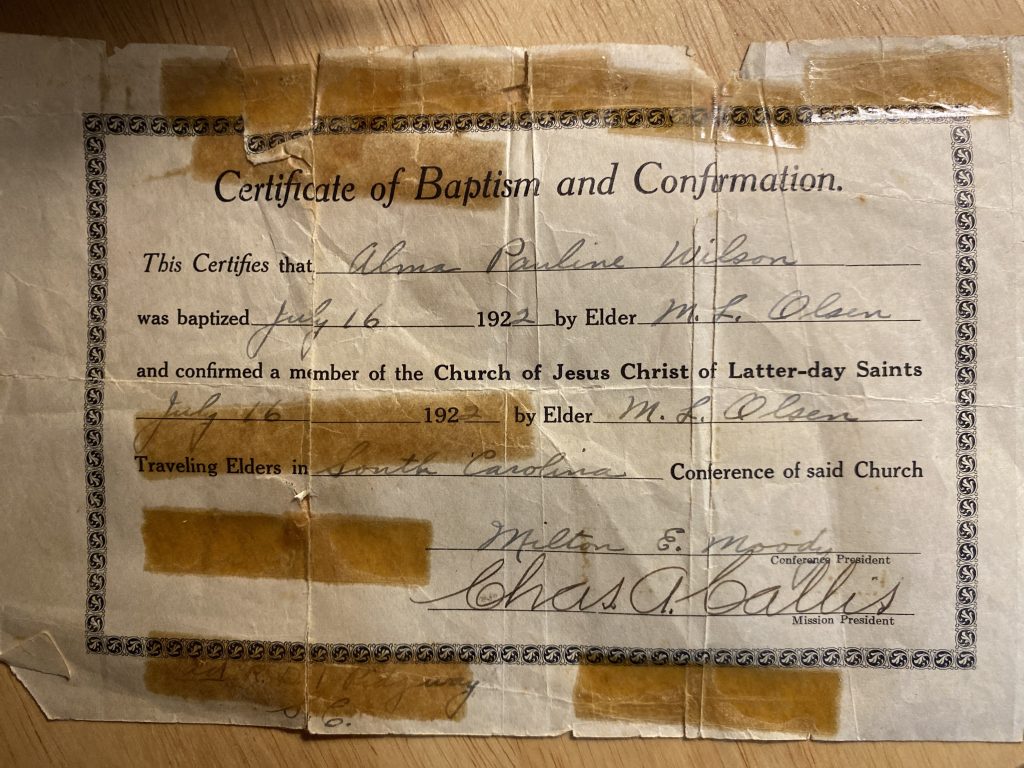 Certificate of Baptism and Confirmation.
This Certifies that Alma Pauline Wilson
was baptized July 16 1922 by Elder M. L. Olsen
and confirmed a member of the Church of Jesus Christ of Latter-day Saints
July 16 1922 by Elder M. L. Olsen
Traveling Elders in South Carolina Conference of said Church
Milton E. Moody
Conference President
Chas. A. Callis
Mission President
Ridgway
S. C.